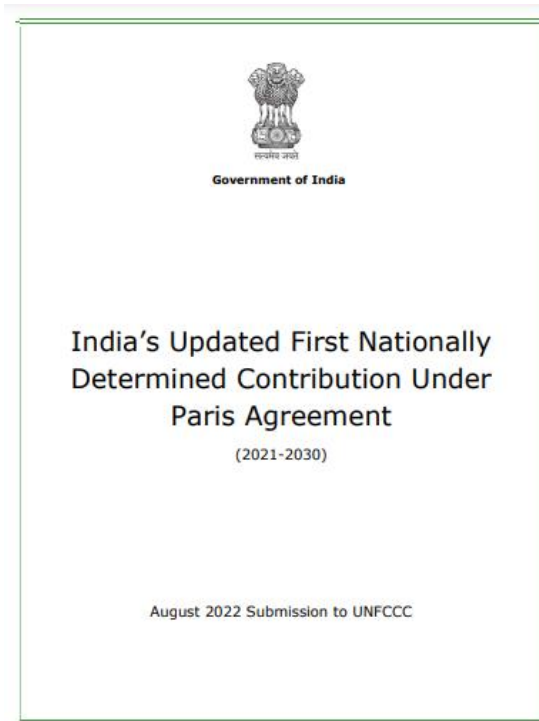 सत्यमेव जयते
Government of India
India’s Updated First Nationally
Determined Contribution Under
Paris Agreement
(2021-2030)
August 2022 Submission to UNFCCC